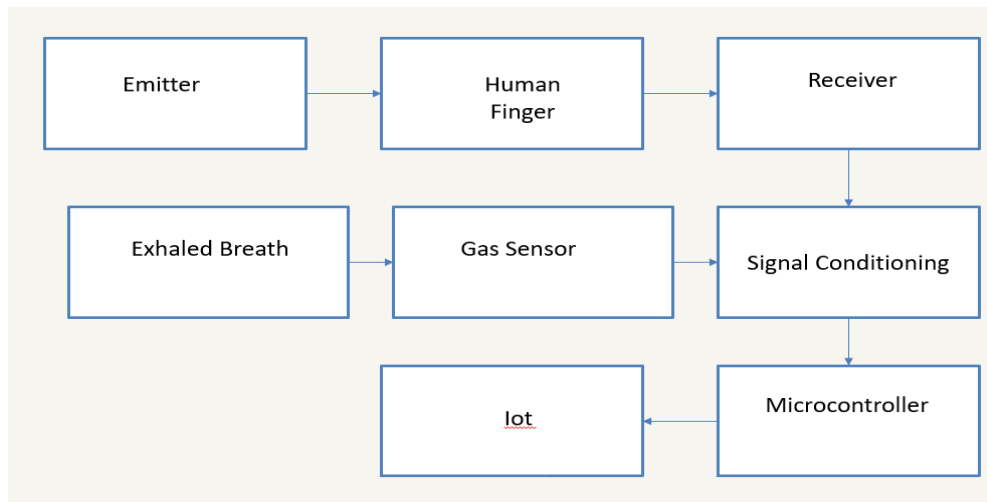 Emitter
Human
Finger
Receiver
Exhaled Breath
Gas Sensor
Signal Conditioning
Iot
Microcontroller